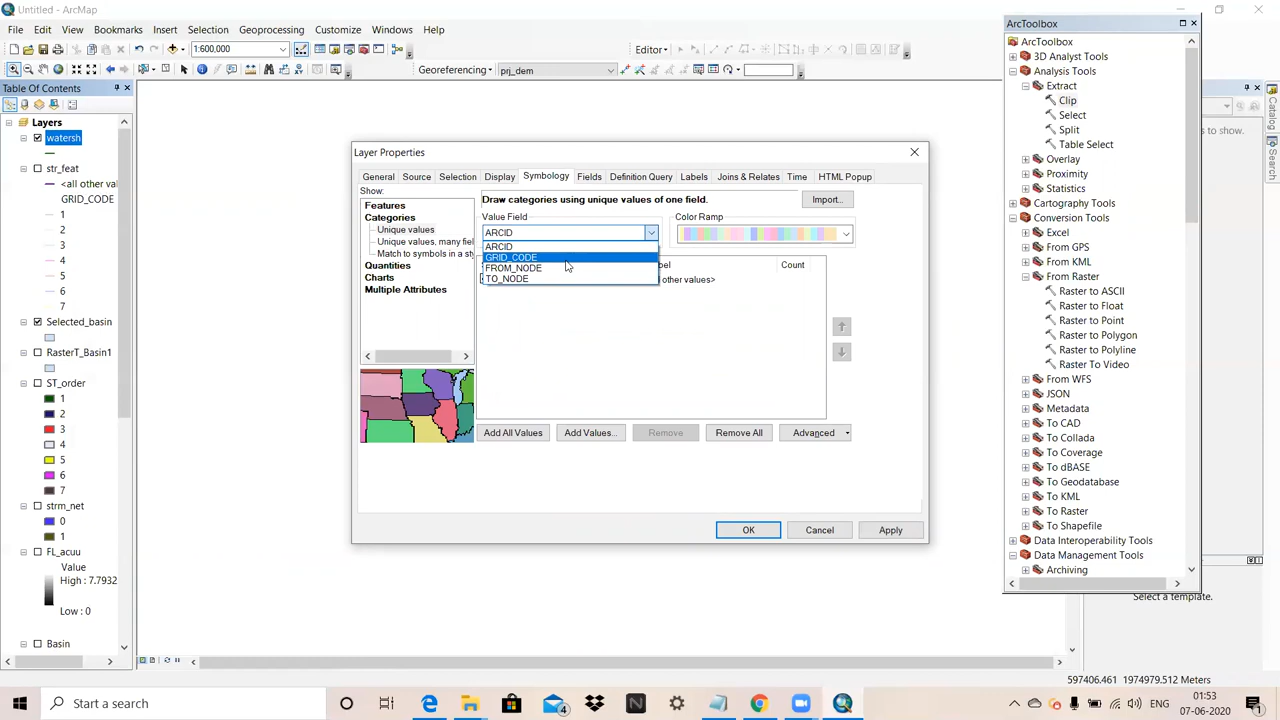 Untitled - ArcMap
File Edit View Bookmarks Insert Selection Geoprocessing Customize Windows Help
1:600,000
Editor
Georeferencing
prj_dem
Table Of Contents
Layers
watersh
str_feat
<all other val
GRID_CODE
1
2
3
4
5
6
7
Selected_basin
RasterT_Basin1
ST_order
1
2
3
4
5
6
7
strm_net
0
1
FL_acuu
Value
High : 7.7932
Low : 0
Basin
Layer Properties
General Source Selection Display Symbology Fields Definition Query Labels Joins & Relates Time HTML Popup
Show:
Features
Categories
Unique values
Unique values, many fiel
Match to symbols in a st
Quantities
Charts
Multiple Attributes
Draw categories using unique values of one field.
Import...
Value Field
Color Ramp
ARCID
ARCID
GRID_CODE
FROM_NODE
TO_NODE
Count
other values>
Add All Values
Add Values...
Remove
Remove All
Advanced
OK
Cancel
Apply
ArcToolbox
ArcToolbox
3D Analyst Tools
Analysis Tools
Extract
Clip
Select
Split
Table Select
Overlay
Proximity
Statistics
Cartography Tools
Conversion Tools
Excel
From GPS
From KML
From Raster
Raster to ASCII
Raster to Float
Raster to Point
Raster to Polygon
Raster to Polyline
Raster To Video
From WFS
JSON
Metadata
To CAD
To Collada
To Coverage
To dBASE
To Geodatabase
To KML
To Raster
To Shapefile
Data Interoperability Tools
Data Management Tools
Archiving
s to show.
Select a template.
Catalog
Search
597406.461 1974979.512 Meters
Start a search
4
N
ENG
01:53
07-06-2020
1